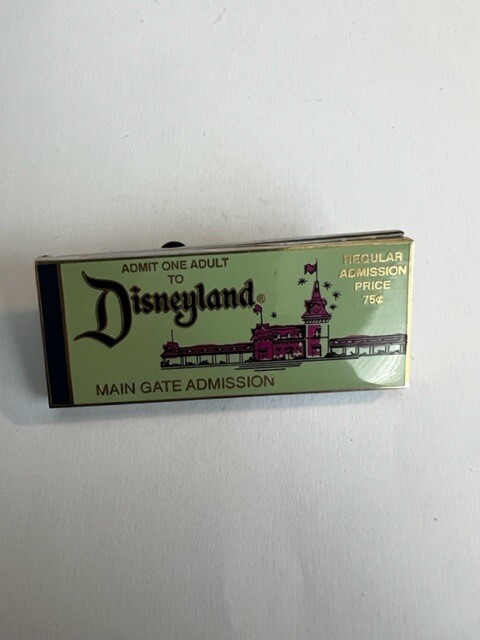 ADMIT ONE ADULT
TO
Disneyland®
MAIN GATE ADMISSION
REGULAR
ADMISSION
PRICE
75¢